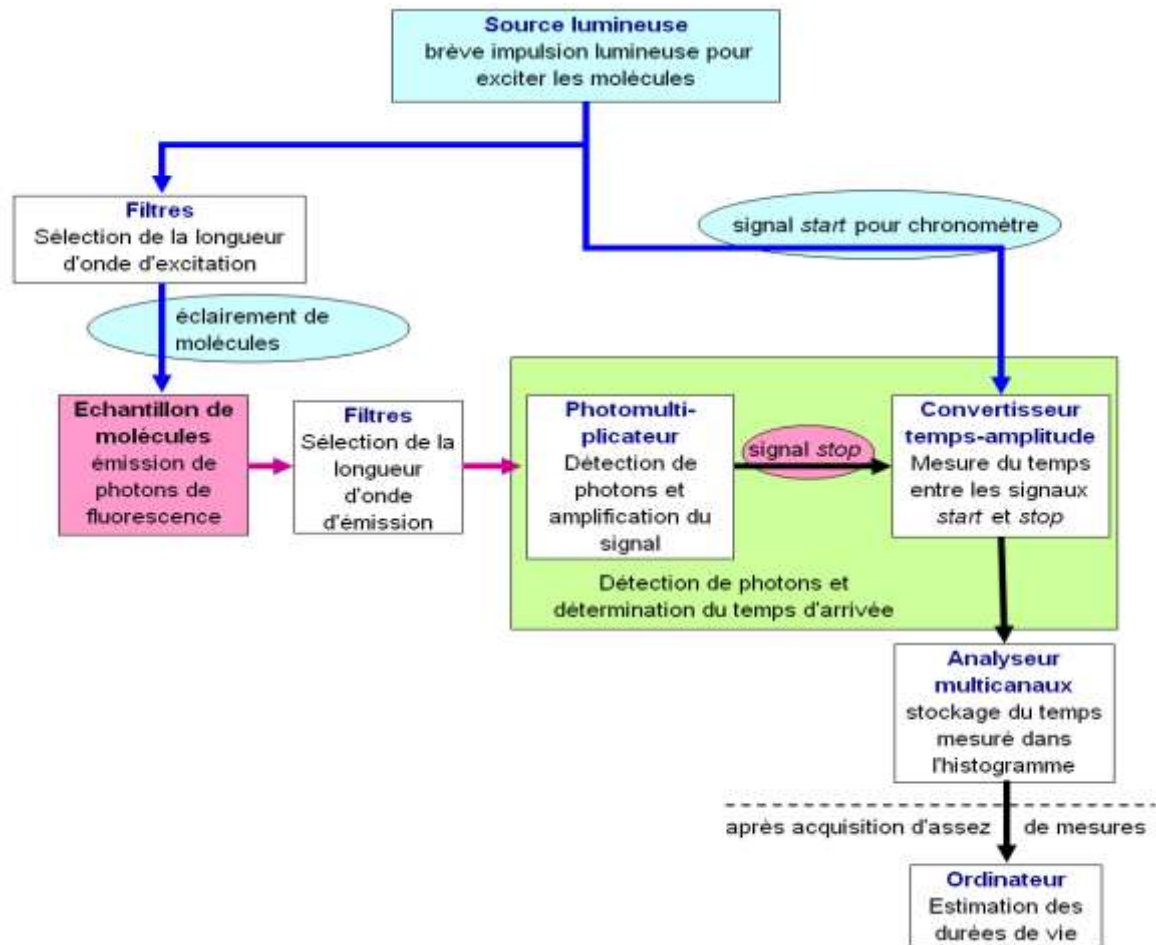 Source lumineuse
brève impulsion lumineuse pour
exciter les molécules
Filtres
Sélection de la longueur
d'onde d'excitation
signal start pour chronomètre
éclairement de
molécules
Echantillon de
molécules
émission de
photons de
fluorescence
Filtres
Sélection de la
longueur
d'onde
d'émission
Photomulti-
plicateur
Détection de
photons et
amplification du
signal
signal stop
Convertisseur
temps-amplitude
Mesure du temps
entre les signaux
start et stop
Détection de photons et
détermination du temps d'arrivée
Analyseur
multicanaux
stockage du temps
mesuré dans
l'histogramme
après acquisition d'assez de mesures
Ordinateur
Estimation des
durées de vie